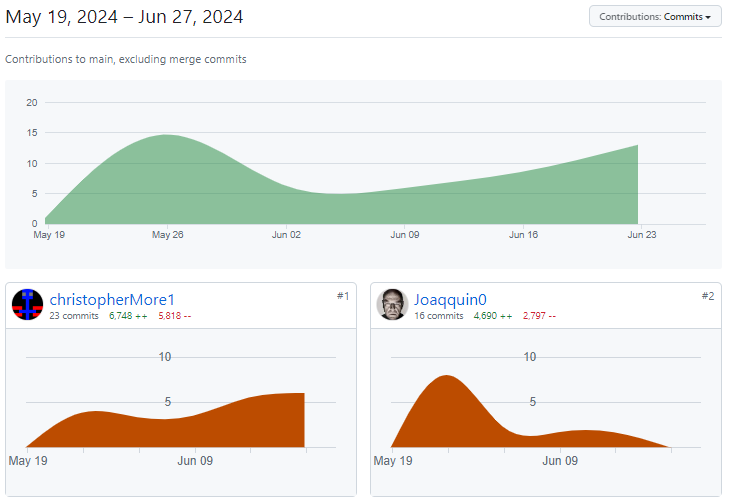 May 19, 2024 – Jun 27, 2024
Contributions: Commits
Contributions to main, excluding merge commits
20
15
10
5
0
May 19 May 26 Jun 02 Jun 09 Jun 16 Jun 23
christopherMore1 #1
23 commits 6,748 ++ 5,818 --
10
5
May 19 Jun 09
Joaqquin0 #2
16 commits 4,690 ++ 2,797 --
10
5
May 19 Jun 09